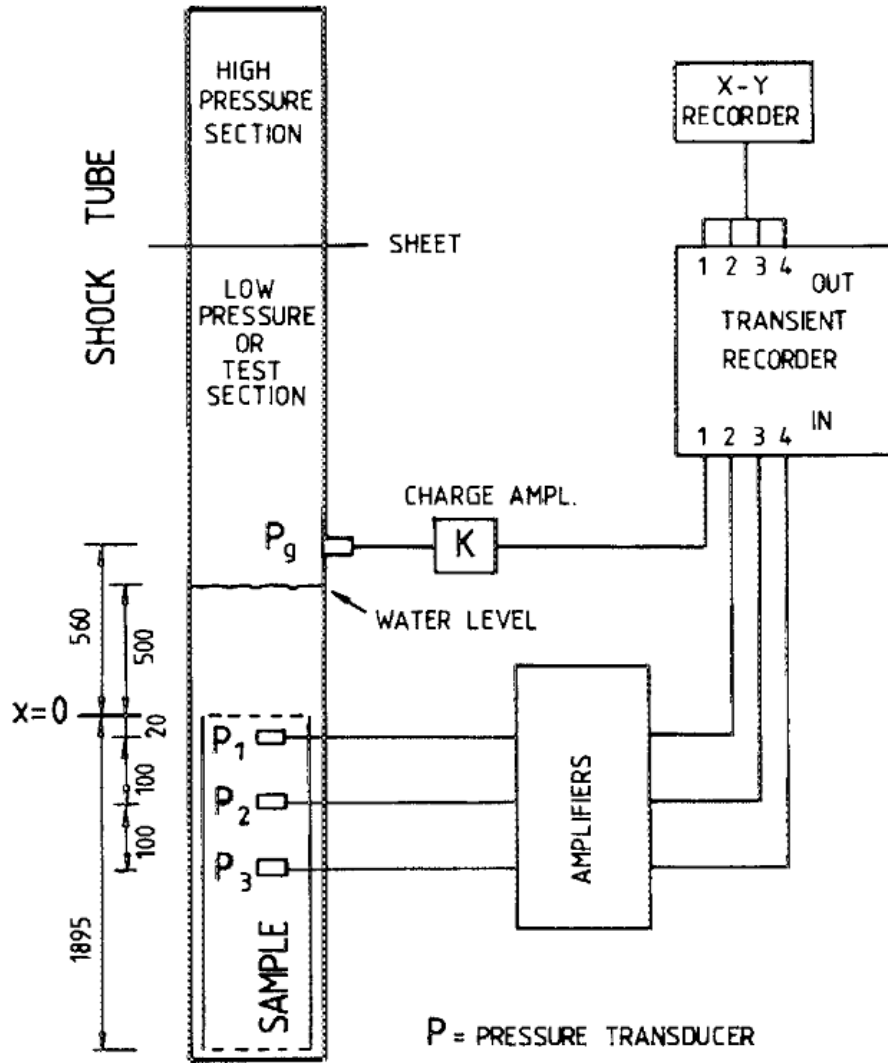 SHOCK TUBE
HIGH
PRESSURE
SECTION
SHEET
LOW
PRESSURE
OR
TEST
SECTION
X-Y
RECORDER
1 2 3 4
OUT
TRANSIENT
RECORDER
IN
1 2 3 4
CHARGE AMPL.
Pg
K
WATER LEVEL
560
500
x=0
20
100
100
1895
P1
P2
P3
SAMPLE
AMPLIFIERS
P = PRESSURE TRANSDUCER